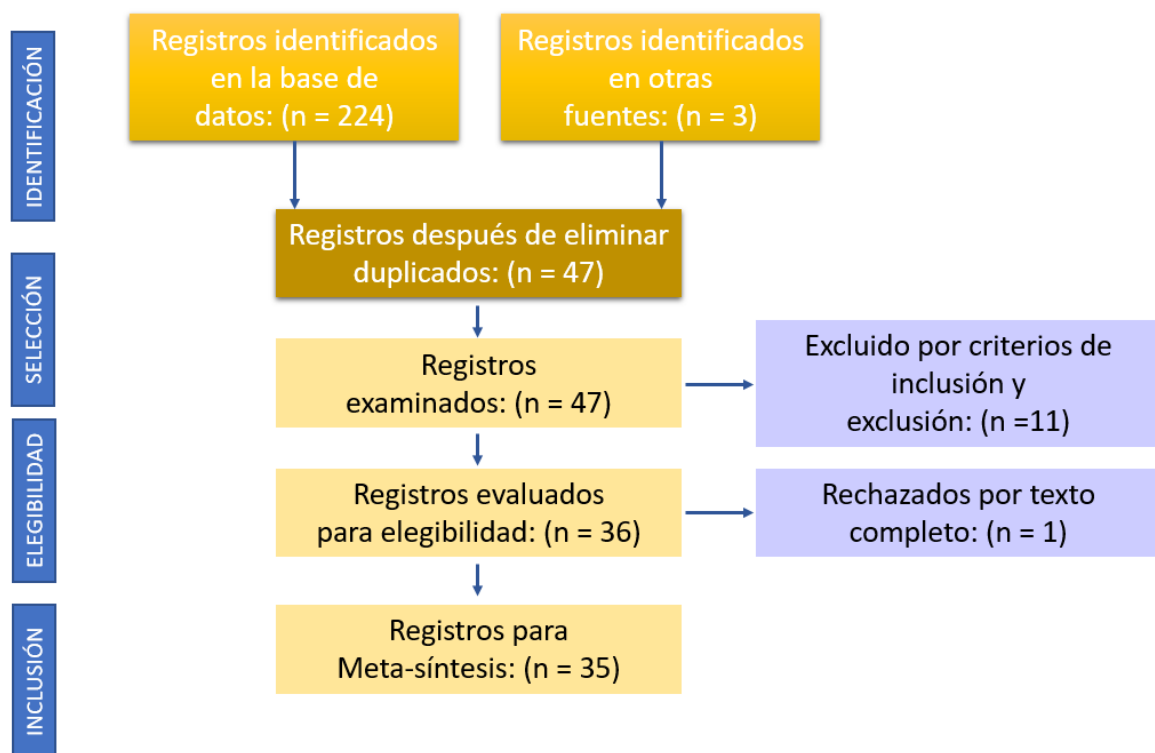 IDENTIFICACIÓN
Registros identificados
en la base de
datos: (n = 224)
Registros identificados
en otras
fuentes: (n = 3)
Registros después de eliminar
duplicados: (n = 47)
SELECCIÓN
Registros
examinados: (n = 47)
Excluido por criterios de
inclusión y
exclusión: (n =11)
ELEGIBILIDAD
Registros evaluados
para elegibilidad: (n = 36)
Rechazados por texto
completo: (n = 1)
INCLUSIÓN
Registros para
Meta-síntesis: (n = 35)